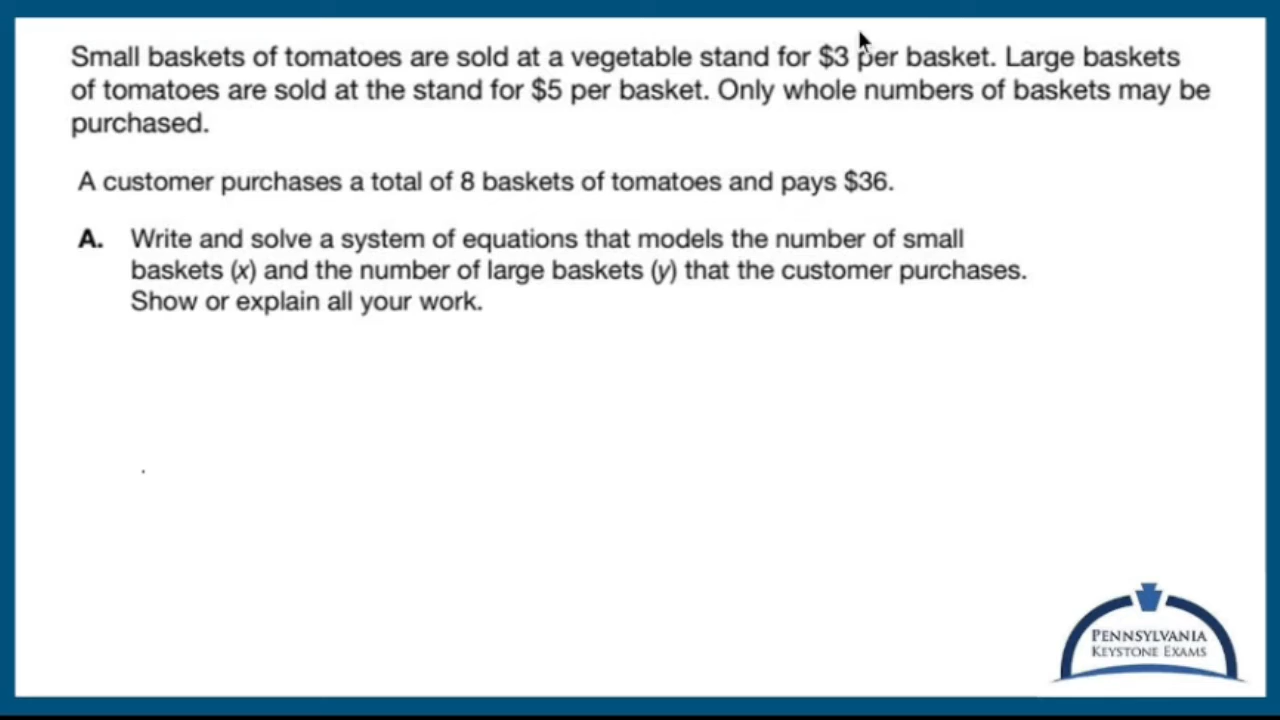 Small baskets of tomatoes are sold at a vegetable stand for $3 per basket. Large baskets
of tomatoes are sold at the stand for $5 per basket. Only whole numbers of baskets may be
purchased.
A customer purchases a total of 8 baskets of tomatoes and pays $36.
A. Write and solve a system of equations that models the number of small
baskets (x) and the number of large baskets (y) that the customer purchases.
Show or explain all your work.
PENNSYLVANIA
KEYSTONE EXAMS